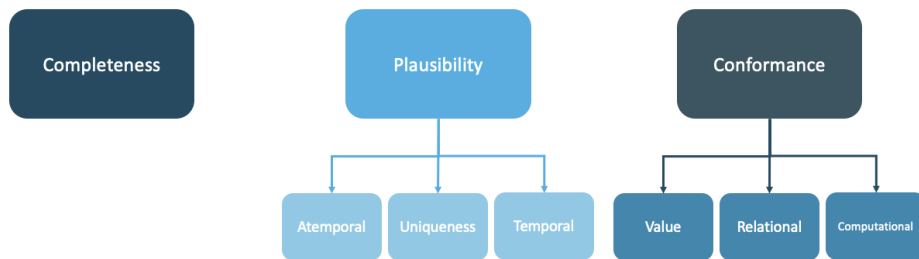 Completeness
Plausibility
Conformance
Atemporal
Uniqueness
Temporal
Value
Relational
Computational